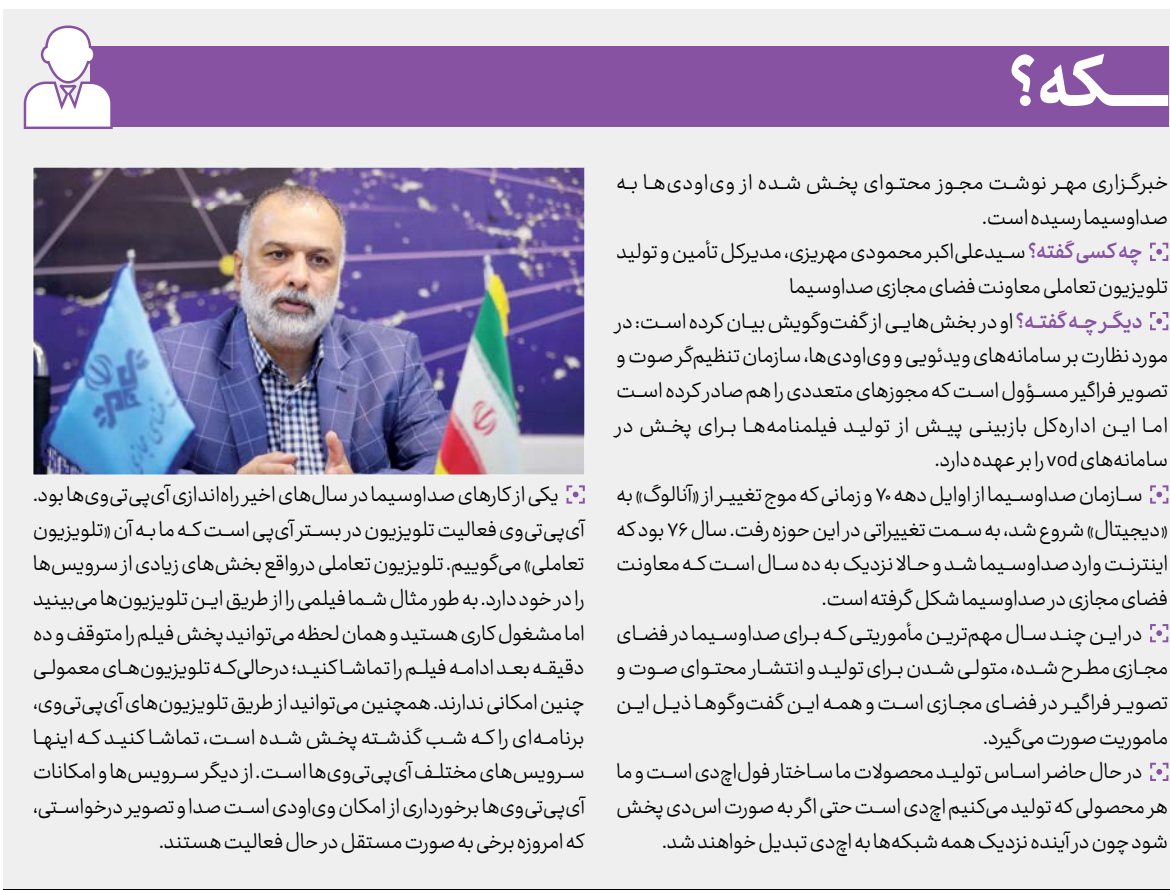 ـکه؟
خبرگزاری مهر نوشت مجوز محتوای پخش شده از وی‌اودی‌ها به
صداوسیما رسیده است.
چه کسی گفته؟ سیدعلی‌اکبر محمودی مهریزی، مدیرکل تأمین و تولید
تلویزیون تعاملی معاونت فضای مجازی صداوسیما
دیگر چه گفته؟ او در بخش‌هایی از گفت‌وگویش بیان کرده است: در
مورد نظارت بر سامانه‌های ویدئویی و وی‌اودی‌ها، سازمان تنظیم‌گر صوت و
تصویر فراگیر مسؤول است که مجوزهای متعددی را هم صادر کرده است
اما این اداره‌کل بازبینی پیش از تولید فیلمنامه‌ها برای پخش در
سامانه‌های vod را بر عهده دارد.
سازمان صداوسیما از اوایل دهه ۷۰ و زمانی که موج تغییر از «آنالوگ» به
«دیجیتال» شروع شد، به سمت تغییراتی در این حوزه رفت. سال ۷۶ بود که
اینترنت وارد صداوسیما شد و حالا نزدیک به ده سال است که معاونت
فضای مجازی در صداوسیما شکل گرفته است.
در این چند سال مهم‌ترین مأموریتی که برای صداوسیما در فضای
مجازی مطرح شده، متولی شدن برای تولید و انتشار محتوای صوت و
تصویر فراگیر در فضای مجازی است و همه این گفت‌وگوها ذیل این
ماموریت صورت می‌گیرد.
در حال حاضر اساس تولید محصولات ما ساختار فول‌اچ‌دی است و ما
هر محصولی که تولید می‌کنیم اچ‌دی است حتی اگر به صورت اس‌دی پخش
شود چون در آینده نزدیک همه شبکه‌ها به اچ‌دی تبدیل خواهند شد.
یکی از کارهای صداوسیما در سال‌های اخیر راه‌اندازی آی‌پی‌تی‌وی‌ها بود.
آی‌پی‌تی‌وی فعالیت تلویزیون در بستر آی‌پی است که ما به آن «تلویزیون
تعاملی» می‌گوییم. تلویزیون تعاملی درواقع بخش‌های زیادی از سرویس‌ها
را در خود دارد. به طور مثال شما فیلمی را از طریق این تلویزیون‌ها می‌بینید
اما مشغول کاری هستید و همان لحظه می‌توانید پخش فیلم را متوقف و ده
دقیقه بعد ادامه فیلم را تماشا کنید؛ درحالی‌که تلویزیون‌های معمولی
چنین امکانی ندارند. همچنین می‌توانید از طریق تلویزیون‌های آی‌پی‌تی‌وی،
برنامه‌ای را که شب گذشته پخش شده است، تماشا کنید که اینها
سرویس‌های مختلف آی‌پی‌تی‌وی‌ها است. از دیگر سرویس‌ها و امکانات
آی‌پی‌تی‌وی‌ها برخورداری از امکان وی‌اودی است صدا و تصویر درخواستی،
که امروزه برخی به صورت مستقل در حال فعالیت هستند.